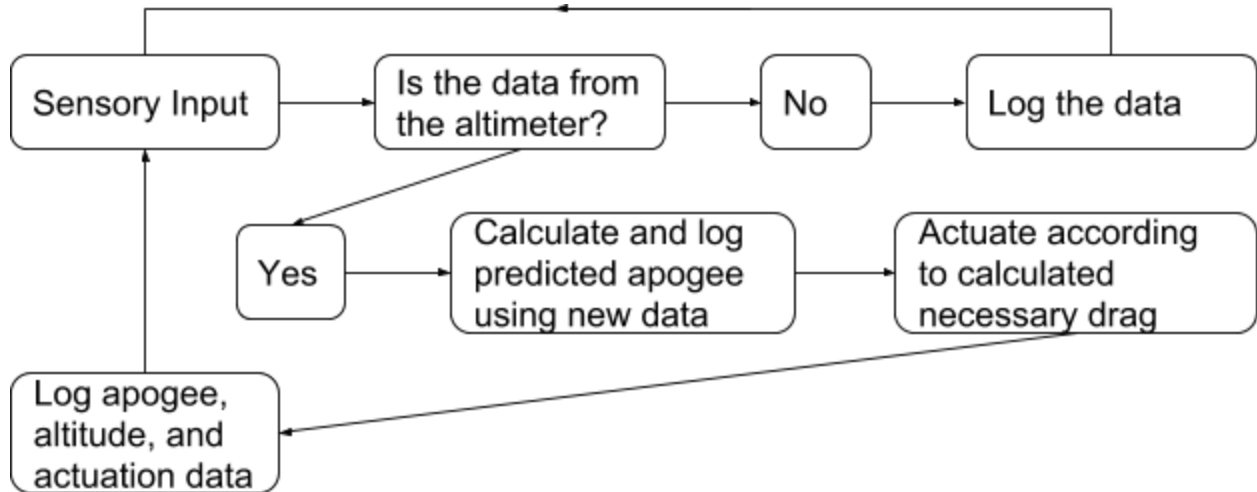 Sensory Input
Is the data from
the altimeter?
No
Log the data
Yes
Calculate and log
predicted apogee
using new data
Actuate according
to calculated
necessary drag
Log apogee,
altitude, and
actuation data